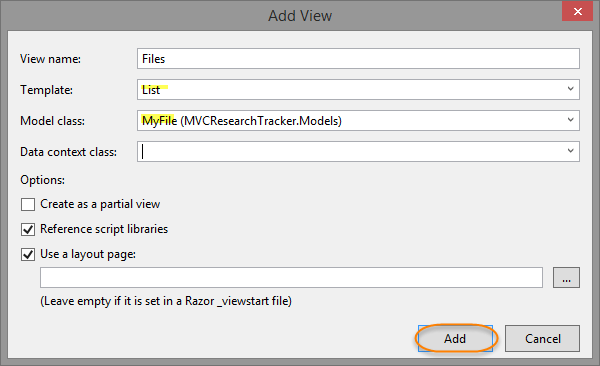 Add View
View name: Files
Template: List
Model class: MyFile (MVCResearchTracker.Models)
Data context class:
Options:
Create as a partial view
Reference script libraries
Use a layout page:
...
(Leave empty if it is set in a Razor _viewstart file)
Add Cancel